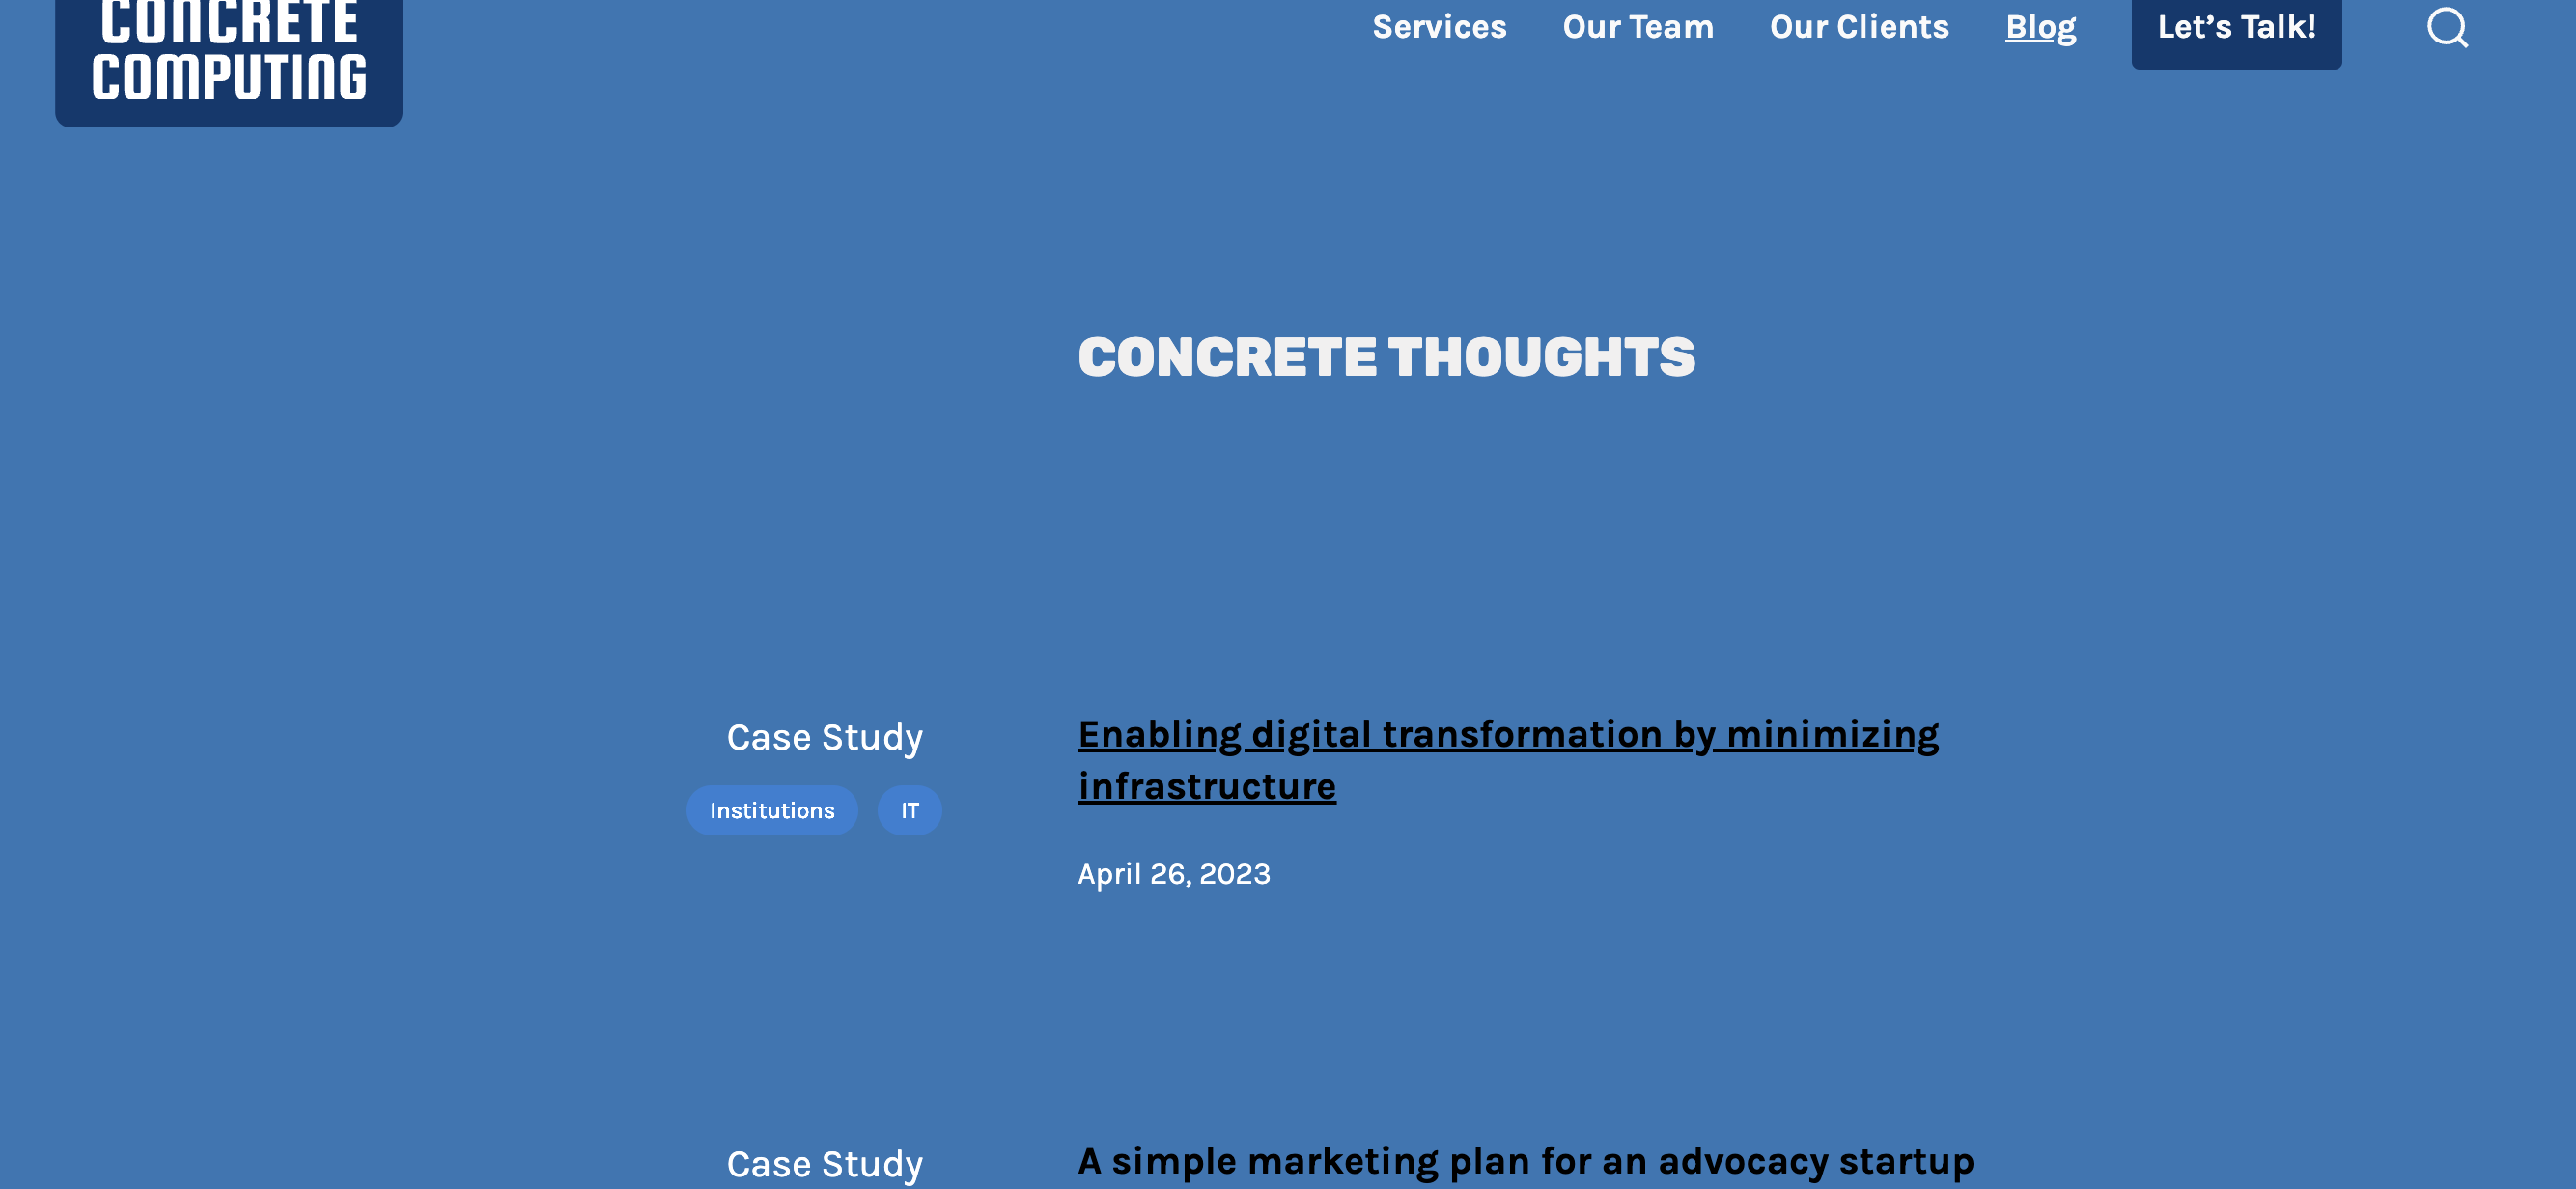 CONCRETE
COMPUTING
Services Our Team Our Clients Blog Let’s Talk!
CONCRETE THOUGHTS
Case Study
Institutions IT
Enabling digital transformation by minimizing
infrastructure
April 26, 2023
Case Study
A simple marketing plan for an advocacy startup